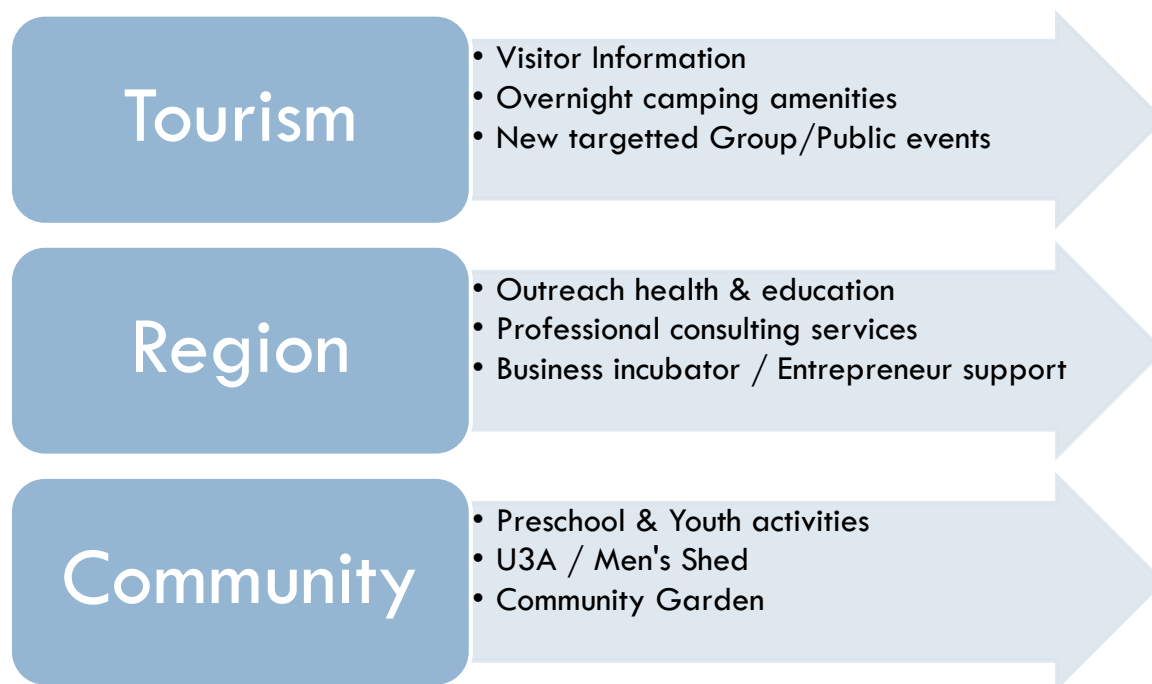 Tourism
• Visitor Information
• Overnight camping amenities
• New targetted Group/Public events
Region
• Outreach health & education
• Professional consulting services
• Business incubator / Entrepreneur support
Community
• Preschool & Youth activities
• U3A / Men's Shed
• Community Garden